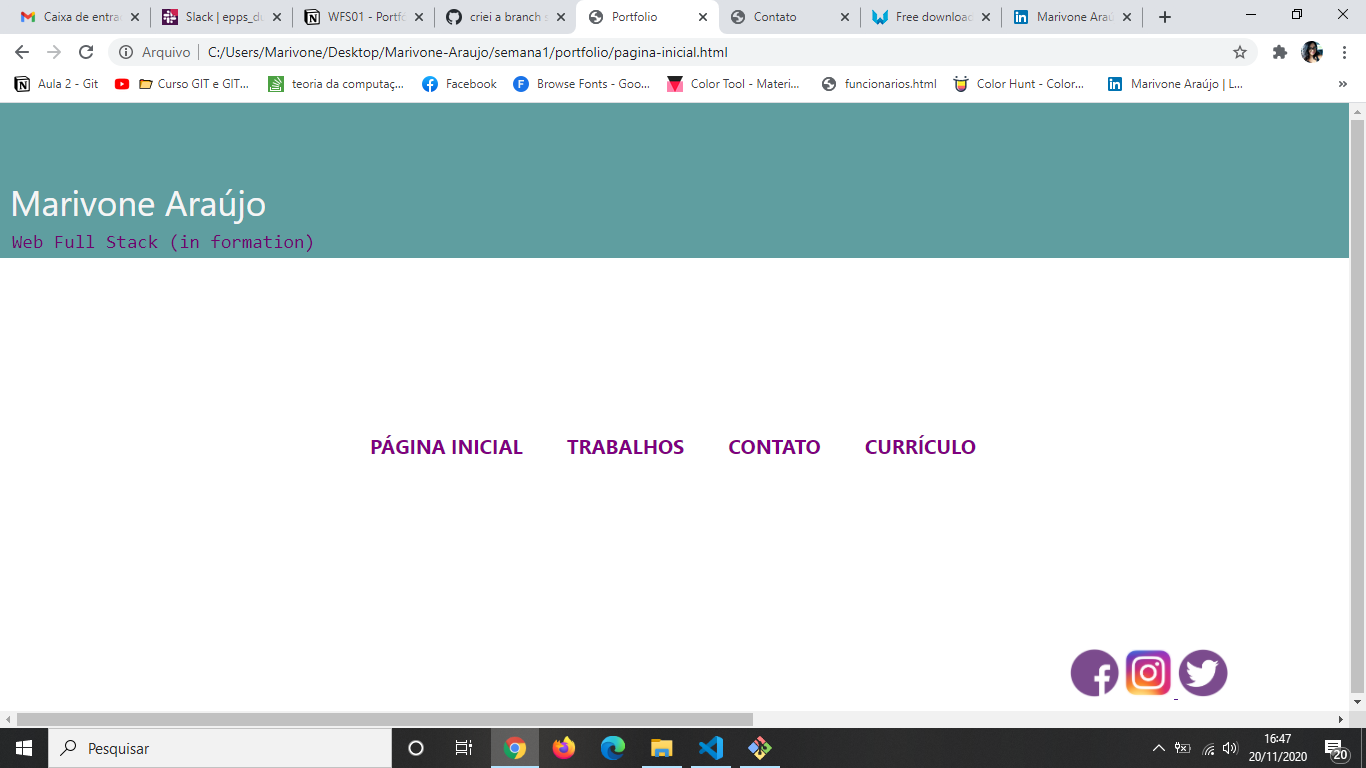 Caixa de entra
Slack | epps_du
WFS01 - Portfó
criei a branch s
Portfolio
Contato
Free download
Marivone Araú
Arquivo
C:/Users/Marivone/Desktop/Marivone-Araujo/semana1/portfolio/pagina-inicial.html
Aula 2 - Git
Curso GIT e GIT...
teoria da computaç...
Facebook
Browse Fonts - Goo...
Color Tool - Materi...
funcionarios.html
Color Hunt - Color...
Marivone Araújo | L...
»
Marivone Araújo
Web Full Stack (in formation)
PÁGINA INICIAL
TRABALHOS
CONTATO
CURRÍCULO
Pesquisar
16:47
20/11/2020
20